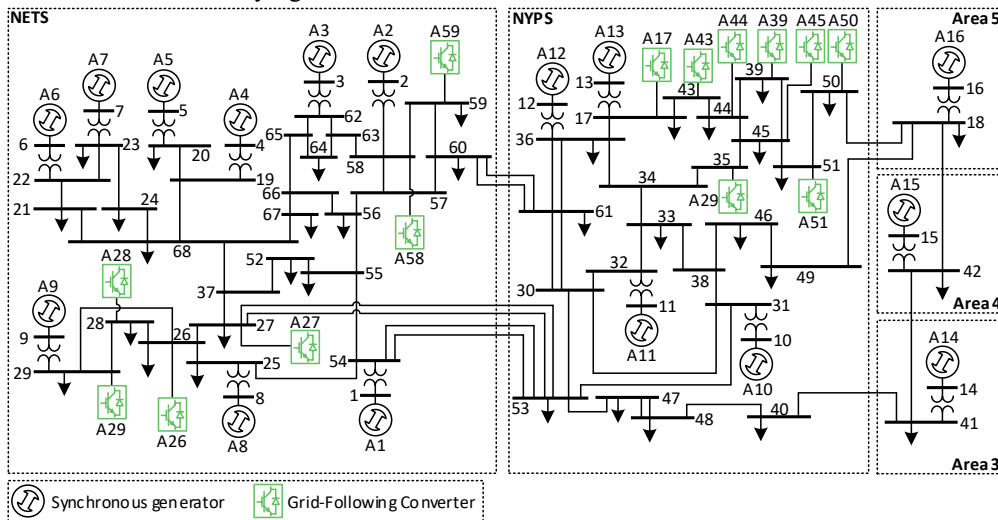 NETS
NYPS
Area 5
A3
A2
A59
A44
A39
A45
A50
A7
A5
A12
A13
A17
A43
A16
A6
A4
3
2
59
13
43
39
50
16
7
5
62
12
17
44
18
6
23
20
4
65
64
63
58
60
36
45
22
19
35
51
34
A15
21
24
66
56
57
61
A29
A51
67
33
46
15
68
A58
A28
52
55
32
38
49
42
A9
37
30
Area 4
28
26
27
A27
11
31
A14
9
25
54
A11
10
29
8
1
A10
14
A29
A26
A8
A1
53
47
48
40
41
Area 3
Synchronous generator
Grid-Following Converter